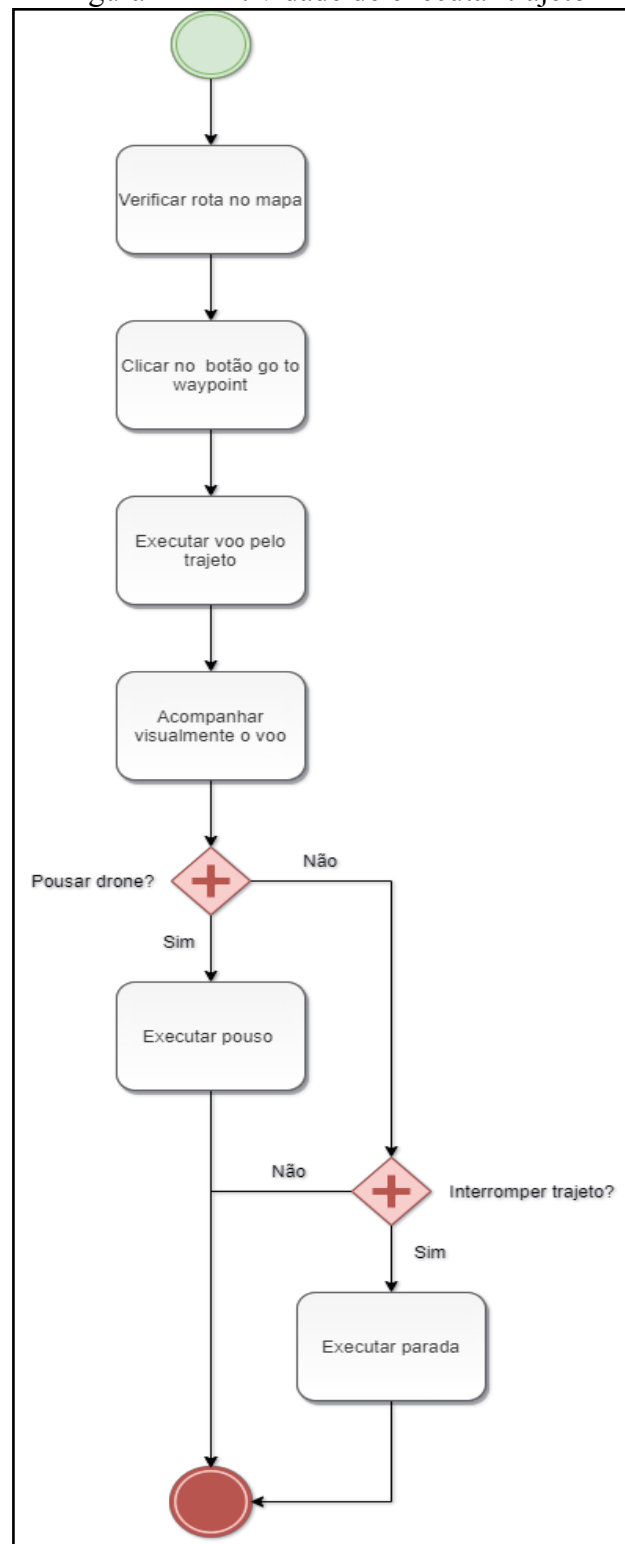 Verificar rota no mapa
Clicar no botão go to
waypoint
Executar voo pelo
trajeto
Acompanhar
visualmente o voo
Pousar drone?
Não
Sim
Executar pouso
Não
Interromper trajeto?
Sim
Executar parada